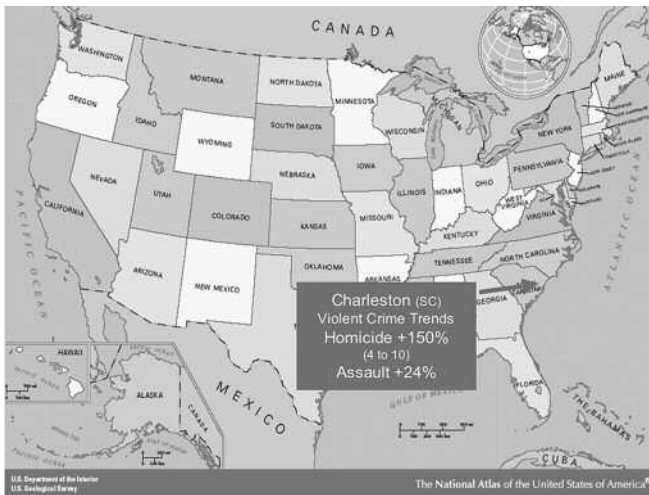 CANADA
WASHINGTON
MONTANA
NORTH DAKOTA
MINNESOTA
MAINE
OREGON
IDAHO
SOUTH DAKOTA
WISCONSIN
MICHIGAN
NEW YORK
WYOMING
IOWA
PENNSYLVANIA
NEBRASKA
NEVADA
UTAH
ILLINOIS
INDIANA
OHIO
WEST
VIRGINIA
CALIFORNIA
COLORADO
KANSAS
MISSOURI
KENTUCKY
VIRGINIA
PACIFIC OCEAN
ATLANTIC OCEAN
TENNESSEE
NORTH CAROLINA
ARIZONA
NEW MEXICO
OKLAHOMA
ARKANSAS
GEORGIA
CAROLINA
Charleston (SC)
Violent Crime Trends
Homicide +150%
(4 to 10)
Assault +24%
HAWAII
ALASKA
CANADA
MEXICO
FLORIDA
GULF OF MEXICO
THE BAHAMAS
CUBA
U.S. Department of the Interior
U.S. Geological Survey
The National Atlas of the United States of America®